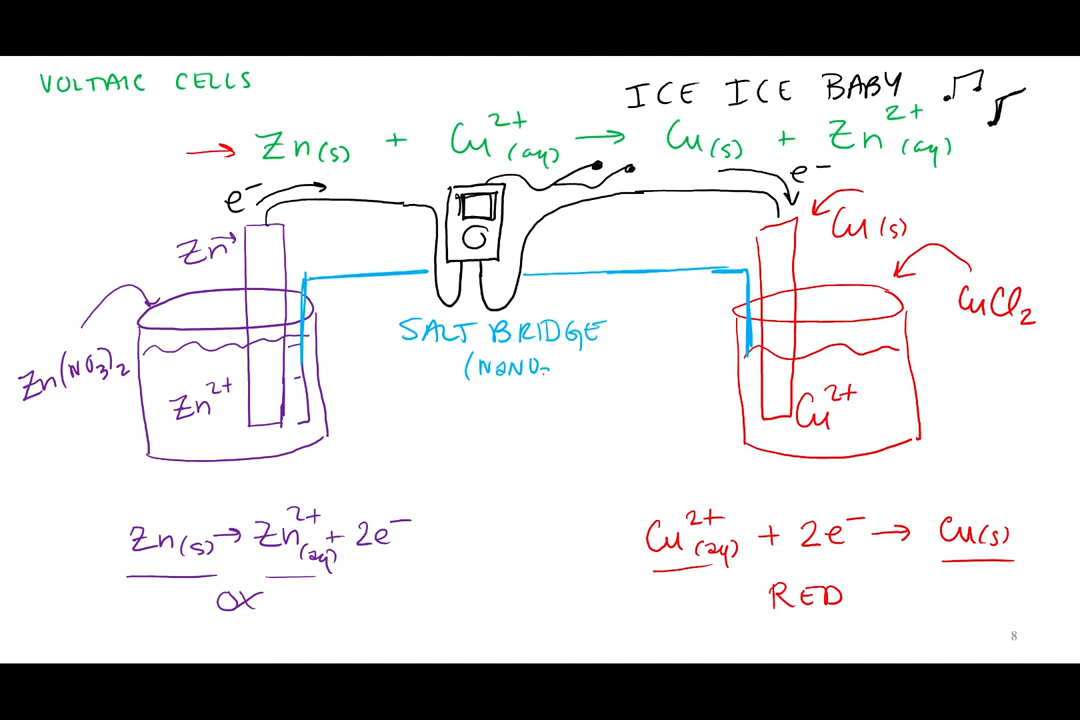 VOLTAIC CELLS
ICE ICE BABY
→ Zn(s) + Cu²⁺(aq) → Cu(s) + Zn²⁺(aq)
e⁻
e⁻
Zn
Cu(s)
CuCl2
SALT BRIDGE
(NaNO
Zn(NO3)2
Zn²⁺
Cu²⁺
Zn(s) → Zn²⁺(aq) + 2e⁻
Cu²⁺(aq) + 2e⁻ → Cu(s)
OX
RED
8